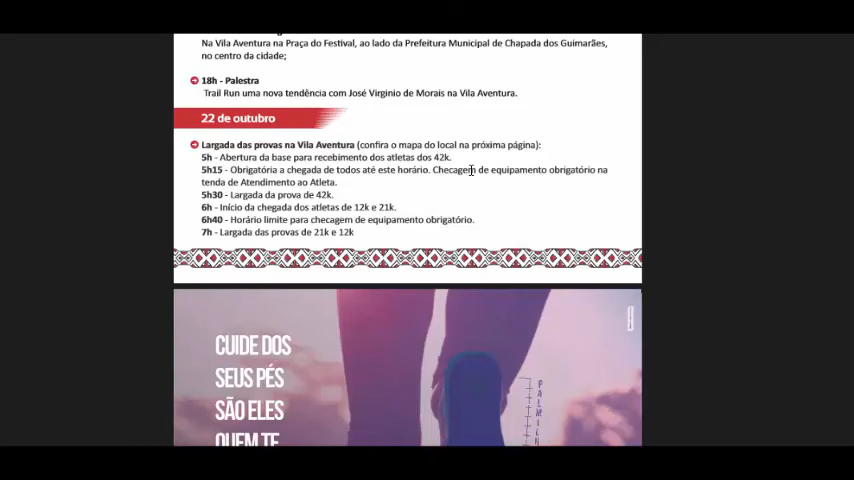 Na Vila Aventura na Praça do Festival, ao lado da Prefeitura Municipal de Chapada dos Guimarães,
no centro da cidade;
18h - Palestra
Trail Run uma nova tendência com José Virginio de Morais na Vila Aventura.
22 de outubro
Largada das provas na Vila Aventura (confira o mapa do local na próxima página):
5h - Abertura da base para recebimento dos atletas dos 42k.
5h15 - Obrigatória a chegada de todos até este horário. Checagem de equipamento obrigatório na
tenda de Atendimento ao Atleta.
5h30 - Largada da prova de 42k.
6h - Início da chegada dos atletas de 12k e 21k.
6h40 - Horário limite para checagem de equipamento obrigatório.
7h - Largada das provas de 21k e 12k
CUIDE DOS
SEUS PÉS
SÃO ELES
QUEM TE